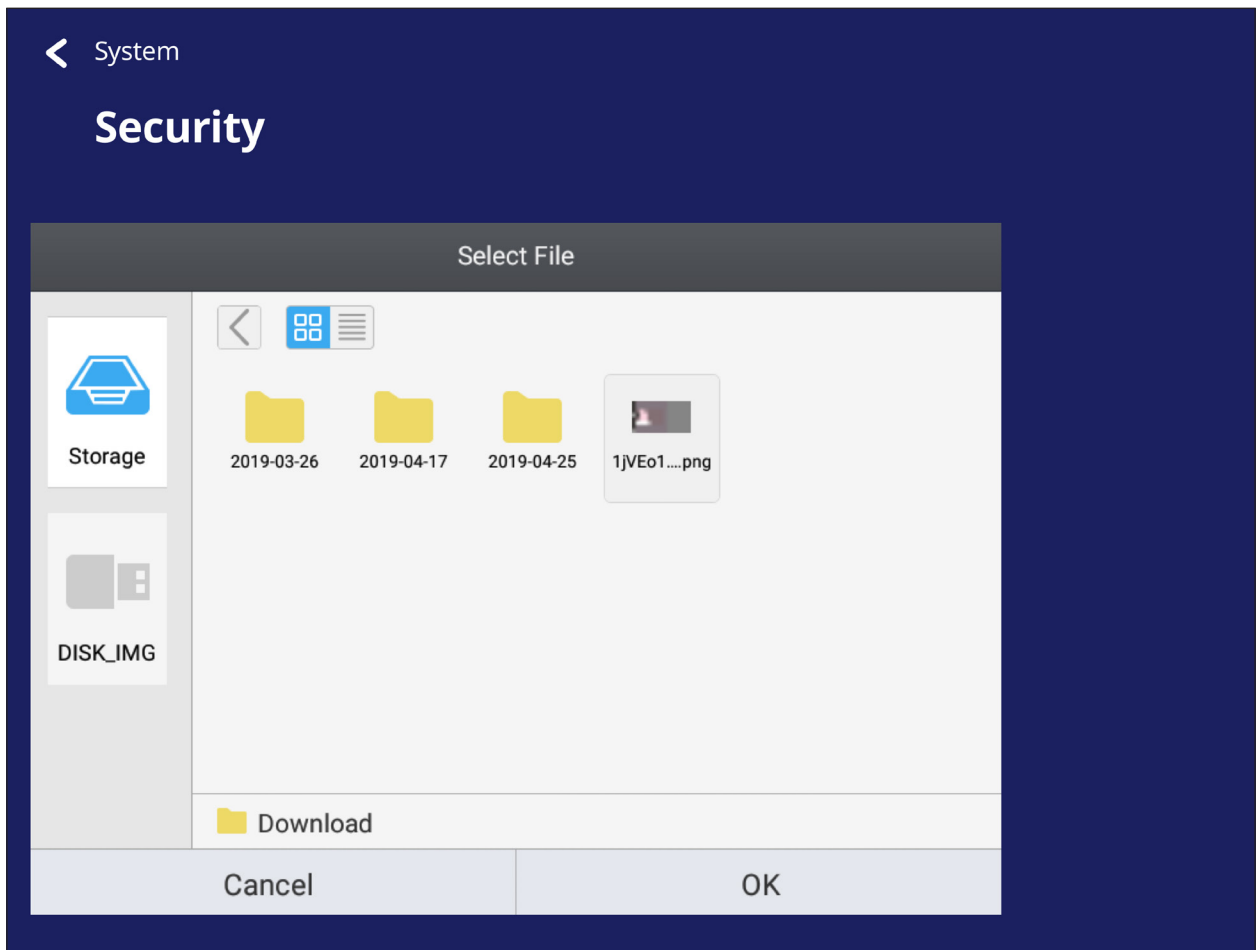 System
Security
Select File
Storage
2019-03-26 2019-04-17 2019-04-25 1jVEo1....png
DISK_IMG
Download
Cancel OK